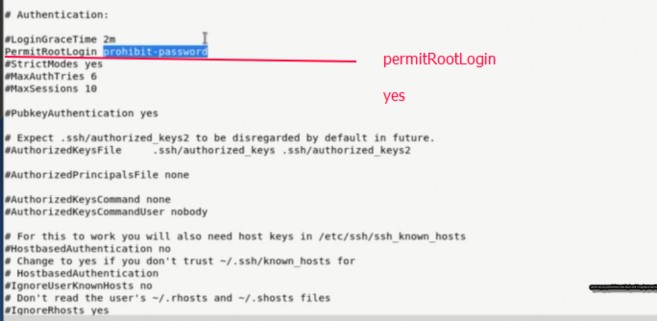 # Authentication:
#LoginGraceTime 2m
PermitRootLogin prohibit-password
#StrictModes yes
#MaxAuthTries 6
#MaxSessions 10
#PubkeyAuthentication yes
# Expect .ssh/authorized_keys2 to be disregarded by default in future.
#AuthorizedKeysFile     .ssh/authorized_keys .ssh/authorized_keys2
#AuthorizedPrincipalsFile none
#AuthorizedKeysCommand none
#AuthorizedKeysCommandUser nobody
# For this to work you will also need host keys in /etc/ssh/ssh_known_hosts
#HostbasedAuthentication no
# Change to yes if you don't trust ~/.ssh/known_hosts for
# HostbasedAuthentication
#IgnoreUserKnownHosts no
# Don't read the user's ~/.rhosts and ~/.shosts files
#IgnoreRhosts yes
permitRootLogin
yes